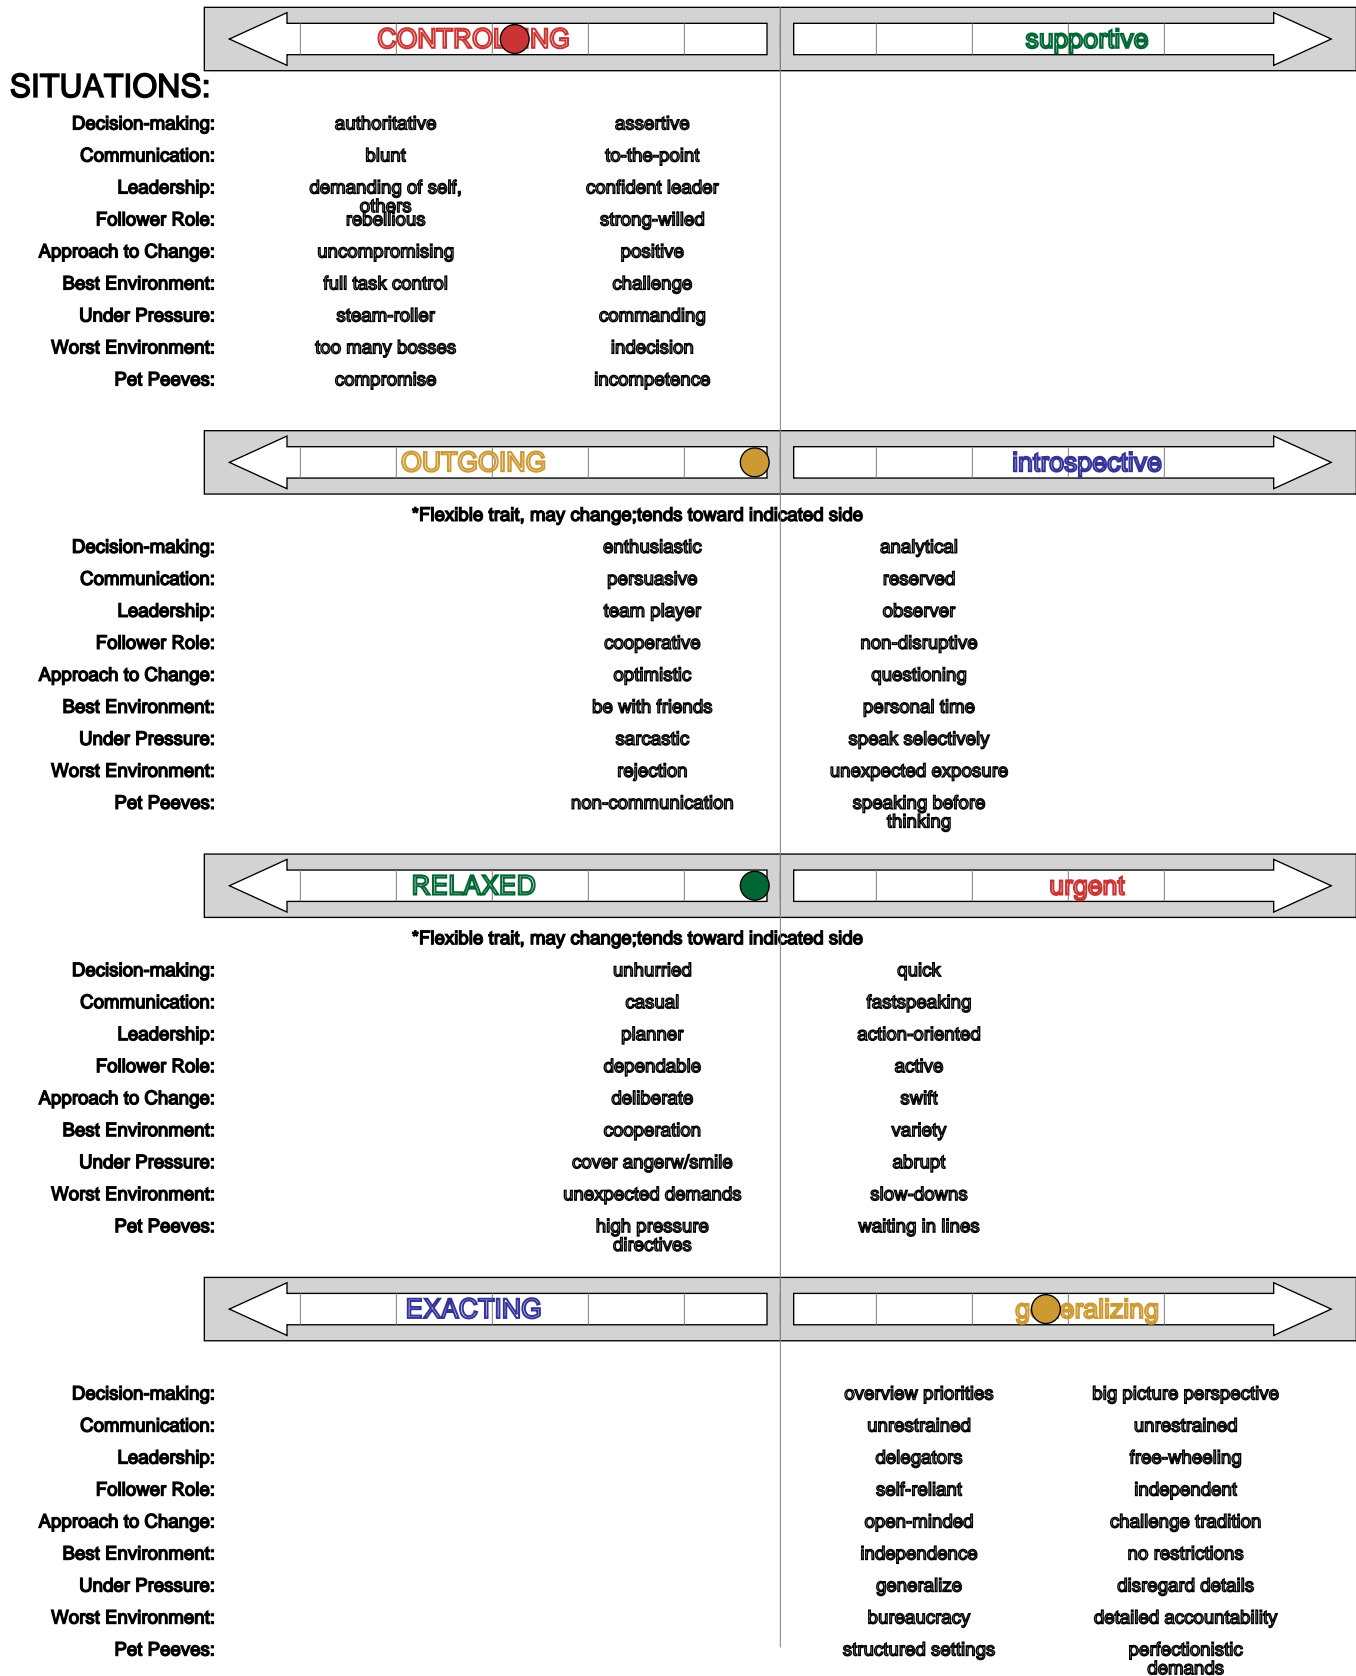 CONTROLLING supportive
SITUATIONS:
Decision-making: authoritative assertive
Communication: blunt to-the-point
Leadership: demanding of self, confident leader
others
Follower Role: rebellious strong-willed
Approach to Change: uncompromising positive
Best Environment: full task control challenge
Under Pressure: steam-roller commanding
Worst Environment: too many bosses indecision
Pet Peeves: compromise incompetence
OUTGOING introspective
*Flexible trait, may change;tends toward indicated side
Decision-making: enthusiastic analytical
Communication: persuasive reserved
Leadership: team player observer
Follower Role: cooperative non-disruptive
Approach to Change: optimistic questioning
Best Environment: be with friends personal time
Under Pressure: sarcastic speak selectively
Worst Environment: rejection unexpected exposure
Pet Peeves: non-communication speaking before
thinking
RELAXED urgent
*Flexible trait, may change;tends toward indicated side
Decision-making: unhurried quick
Communication: casual fastspeaking
Leadership: planner action-oriented
Follower Role: dependable active
Approach to Change: deliberate swift
Best Environment: cooperation variety
Under Pressure: cover angerw/smile abrupt
Worst Environment: unexpected demands slow-downs
Pet Peeves: high pressure waiting in lines
directives
EXACTING generalizing
Decision-making: overview priorities big picture perspective
Communication: unrestrained unrestrained
Leadership: delegators free-wheeling
Follower Role: self-reliant independent
Approach to Change: open-minded challenge tradition
Best Environment: independence no restrictions
Under Pressure: generalize disregard details
Worst Environment: bureaucracy detailed accountability
Pet Peeves: structured settings perfectionistic
demands